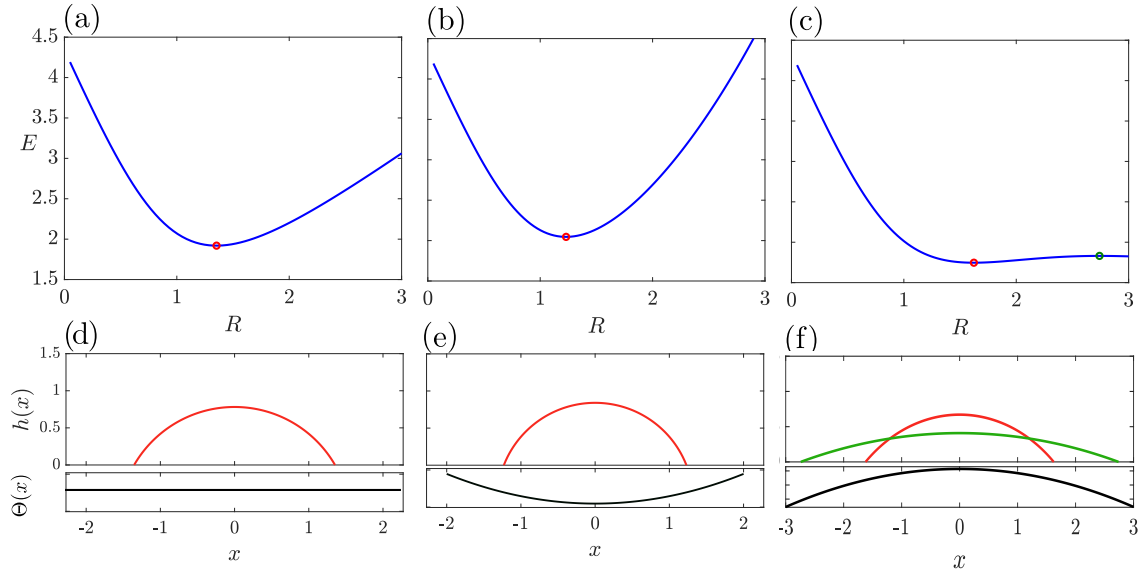 (a) (b) (c)
4.5
4
3.5
E
3
2.5
2
1.5
0 1 2 3 0 1 2 3 0 1 2 3
R R R
(d) (e) (f)
1.5
1
h(x)
0.5
0
Θ(x)
-2 -1 0 1 2 -2 -1 0 1 2 -3 -2 -1 0 1 2 3
x x x